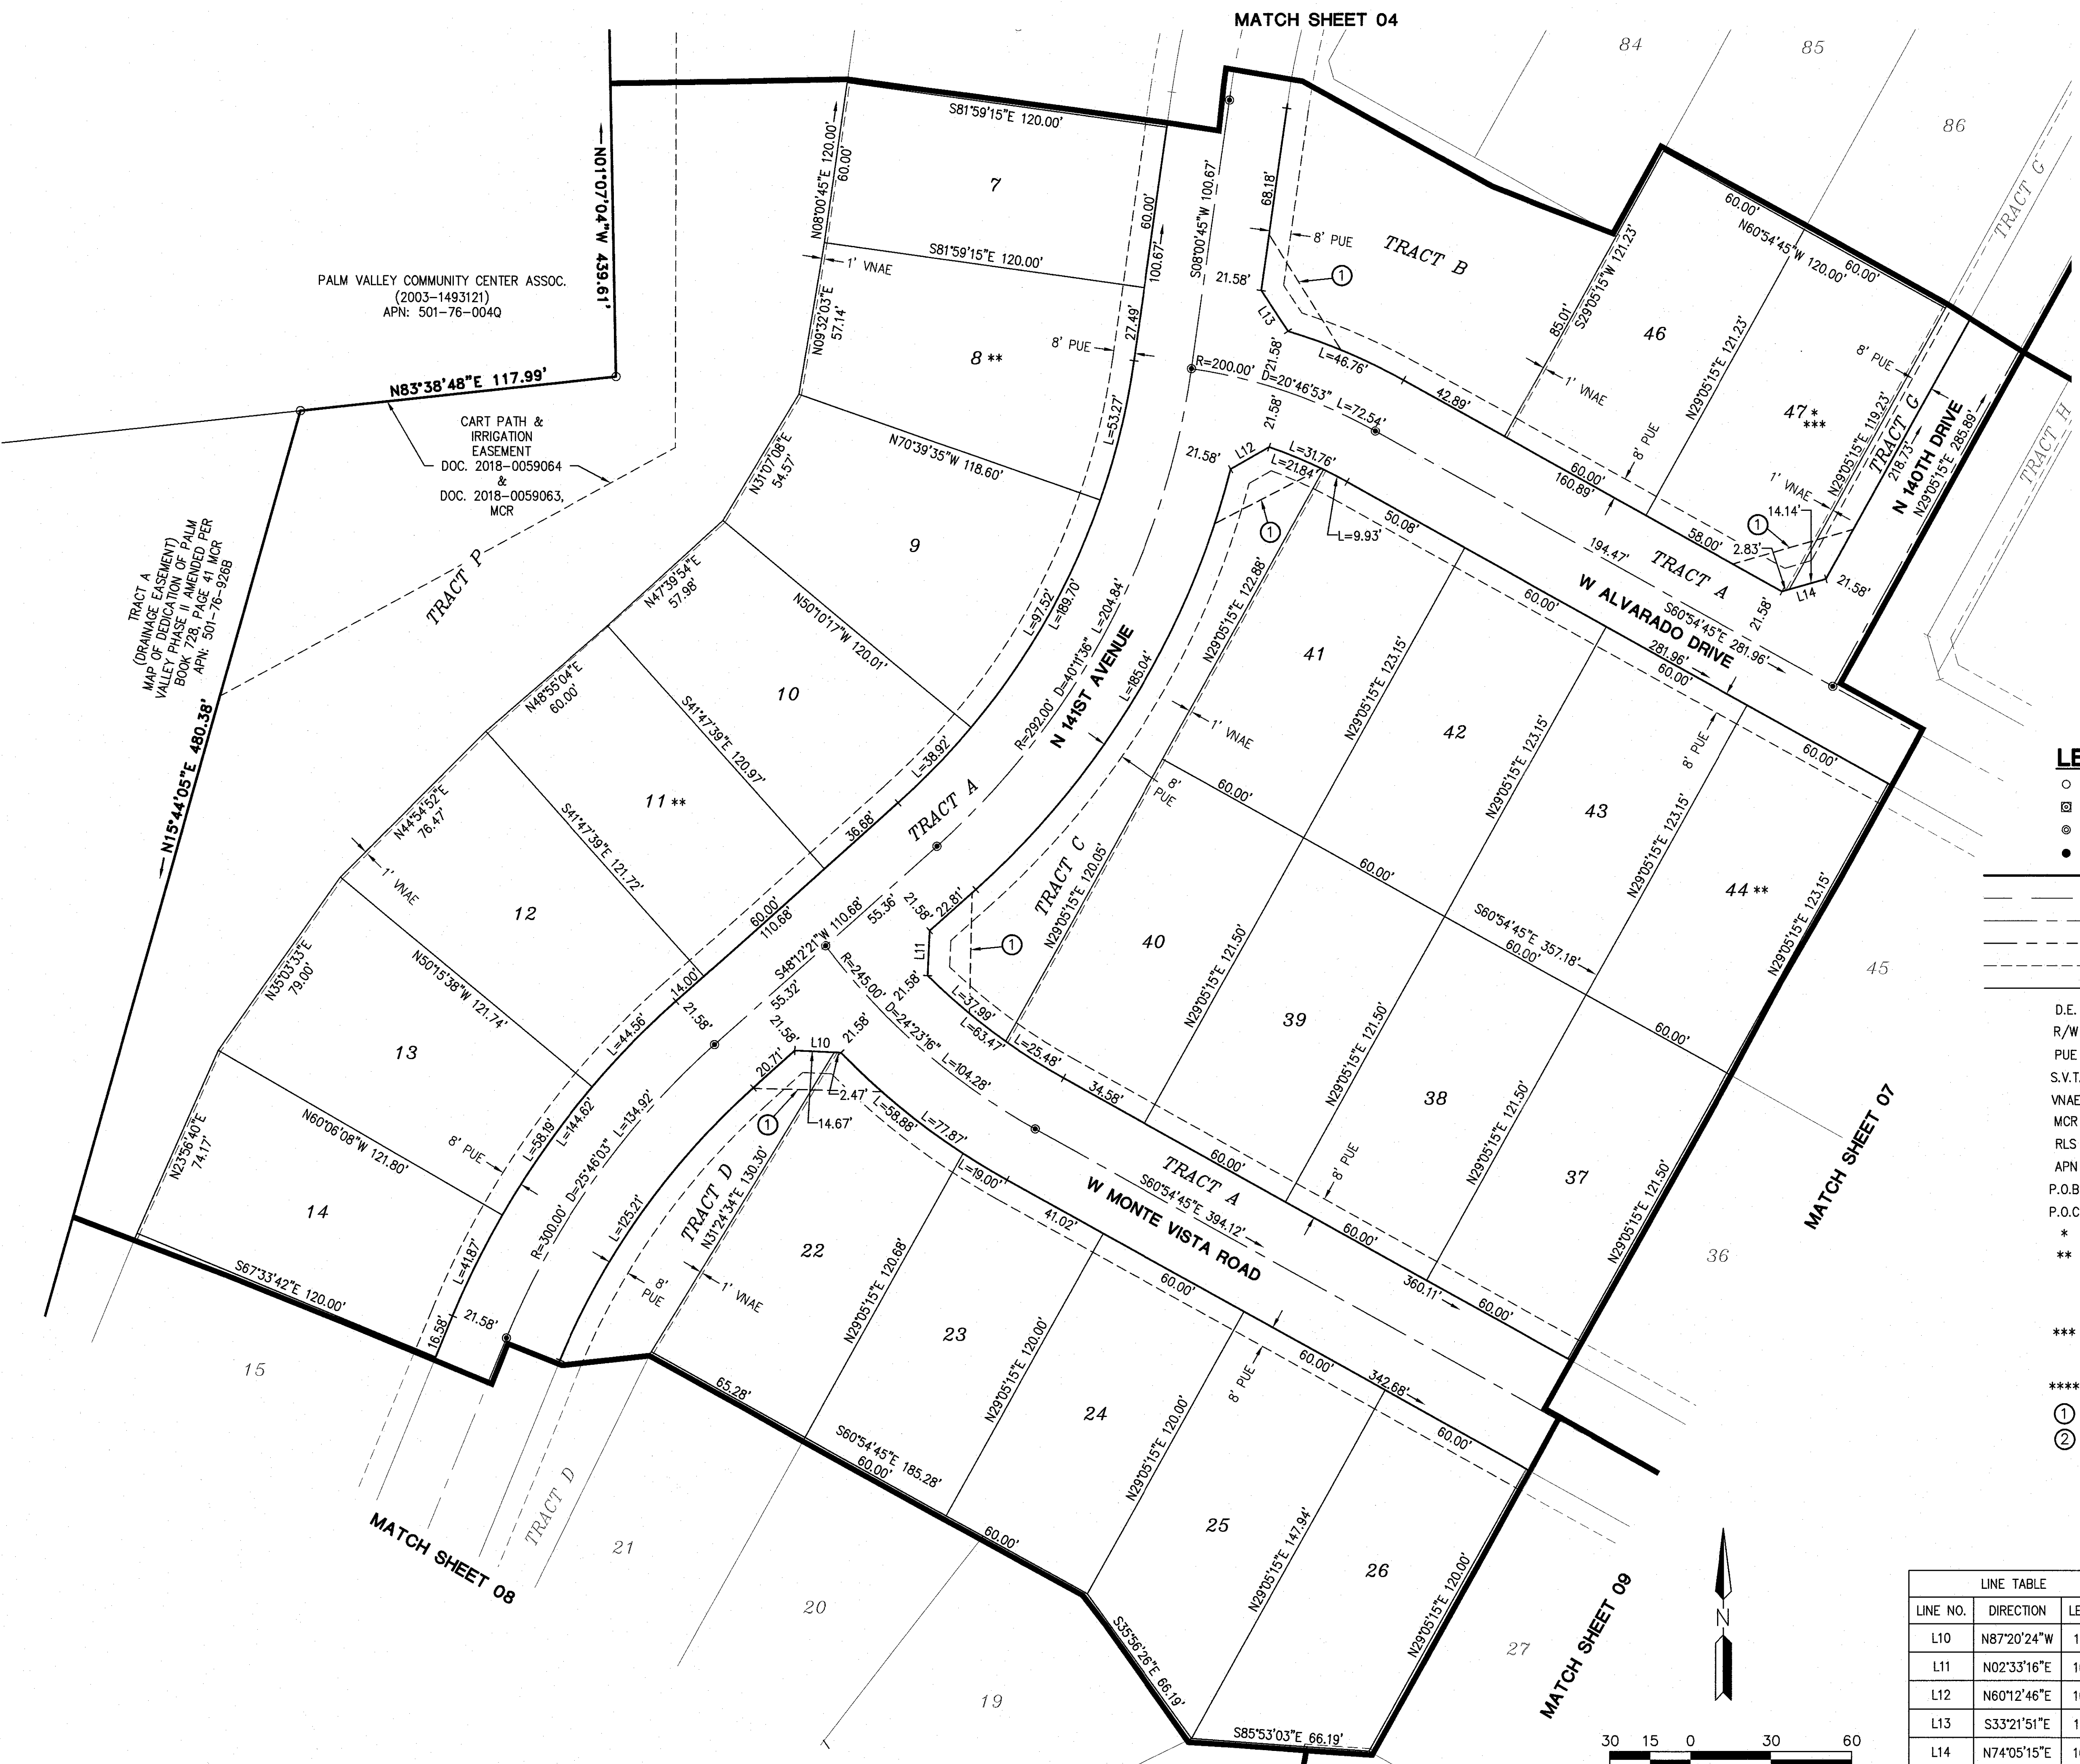 MATCH SHEET 04
84
85
86
TRACT G
TRACT H
S81°59'15"E 120.00'
N08°00'45"E 120.00'
60.00'
7
60.00'
100.67'
S08°00'45"W 100.67'
68.18'
8' PUE
1
TRACT B
N01°07'04"W 439.61'
S81°59'15"E 120.00'
1' VNAE
N09°32'03"E
57.14'
8 **
8' PUE
27.49'
L=53.27'
21.58'
L13
21.58'
L=46.76'
R=200.00' D=20°46'53" L=72.54'
42.89'
60.00'
N60°54'45"W 120.00'
60.00'
85.01'
S29°05'15"W 121.23'
46
N29°05'15"E 121.23'
1' VNAE
8' PUE
47*
***
8' PUE
N29°05'15"E 119.23'
TRACT G
218.73'
N 140TH DRIVE
N29°05'15"E 285.89'
1' VNAE
14.14'
1
2.83'
L14
21.58'
21.58'
60.00'
160.89'
58.00'
194.47'
TRACT A
W ALVARADO DRIVE
S60°54'45"E 281.96'
281.96'
PALM VALLEY COMMUNITY CENTER ASSOC.
(2003-1493121)
APN: 501-76-004Q
N83°38'48"E 117.99'
CART PATH &
IRRIGATION
EASEMENT
DOC. 2018-0059064
&
DOC. 2018-0059063,
MCR
TRACT P
TRACT A
(DRAINAGE EASEMENT)
MAP OF DEDICATION OF PALM
VALLEY PHASE II AMENDED PER
BOOK 728, PAGE 41 MCR
APN: 501-76-926B
N15°44'05"E 480.38'
N70°39'35"W 118.60'
N31°07'08"E
54.57'
9
N47°39'54"E
57.98'
N50°10'17"W 120.01'
L=97.52'
L=189.70'
10
N48°55'04"E
60.00'
S41°47'39"E 120.97'
L=38.92'
11 **
36.68'
N44°54'52"E
76.47'
S41°47'39"E 121.72'
1' VNAE
12
60.00'
110.68'
N35°03'33"E
79.00'
N50°15'38"W 121.74'
14.00'
21.58'
L=44.56'
13
N23°56'40"E
74.17'
N60°06'08"W 121.80'
8' PUE
L=58.19'
L=144.62'
14
S67°33'42"E 120.00'
L=41.87'
16.58'
21.58'
R=292.00' D=40°11'36" L=204.84'
N 141ST AVENUE
TRACT A
S48°12'21"W 110.68'
55.36'
55.32'
R=300.00' D=25°46'03" L=134.92'
21.58'
21.58'
L12
L=31.76'
L=21.84'
L=9.93'
1
50.08'
L=185.04'
N29°05'15"E 122.88'
1' VNAE
8' PUE
TRACT C
N29°05'15"E 120.05'
41
N29°05'15"E 123.15'
60.00'
60.00'
42
N29°05'15"E 123.15'
60.00'
60.00'
43
8' PUE
N29°05'15"E 123.15'
60.00'
44 **
N29°05'15"E 123.15'
45
S60°54'45"E 357.18'
60.00'
60.00'
21.58'
22.81'
L11
21.58'
1
40
N29°05'15"E 121.50'
39
N29°05'15"E 121.50'
38
N29°05'15"E 121.50'
37
N29°05'15"E 121.50'
36
L=37.99'
L=63.47'
L=25.48'
34.58'
60.00'
8' PUE
60.00'
360.11'
60.00'
R=245.00' D=24°23'16" L=104.28'
TRACT A
S60°54'45"E 394.12'
W MONTE VISTA ROAD
21.58'
L10
21.58'
20.71'
2.47'
14.67'
1
L=58.88'
L=77.87'
L=19.00'
41.02'
60.00'
60.00'
342.68'
60.00'
L=125.21'
TRACT D
N31°24'34"E 130.30'
8' PUE
1' VNAE
22
N29°05'15"E 120.68'
23
N29°05'15"E 120.00'
24
N29°05'15"E 120.00'
8' PUE
25
N29°05'15"E 147.94'
26
N29°05'15"E 120.00'
65.28'
S60°54'45"E 185.28'
60.00'
60.00'
S35°56'26"E 66.19'
S85°53'03"E 66.19'
15
TRACT D
21
20
19
27
MATCH SHEET 08
MATCH SHEET 07
MATCH SHEET 09
D.E.
R/W
PUE
VNAE
MCR
RLS
APN
*
**
***
****
1
2
N
30 15 0 30 60
LINE TABLE
LINE NO. DIRECTION
L10 N87°20'24"W
L11 N02°33'16"E
L12 N60°12'46"E
L13 S33°21'51"E
L14 N74°05'15"E